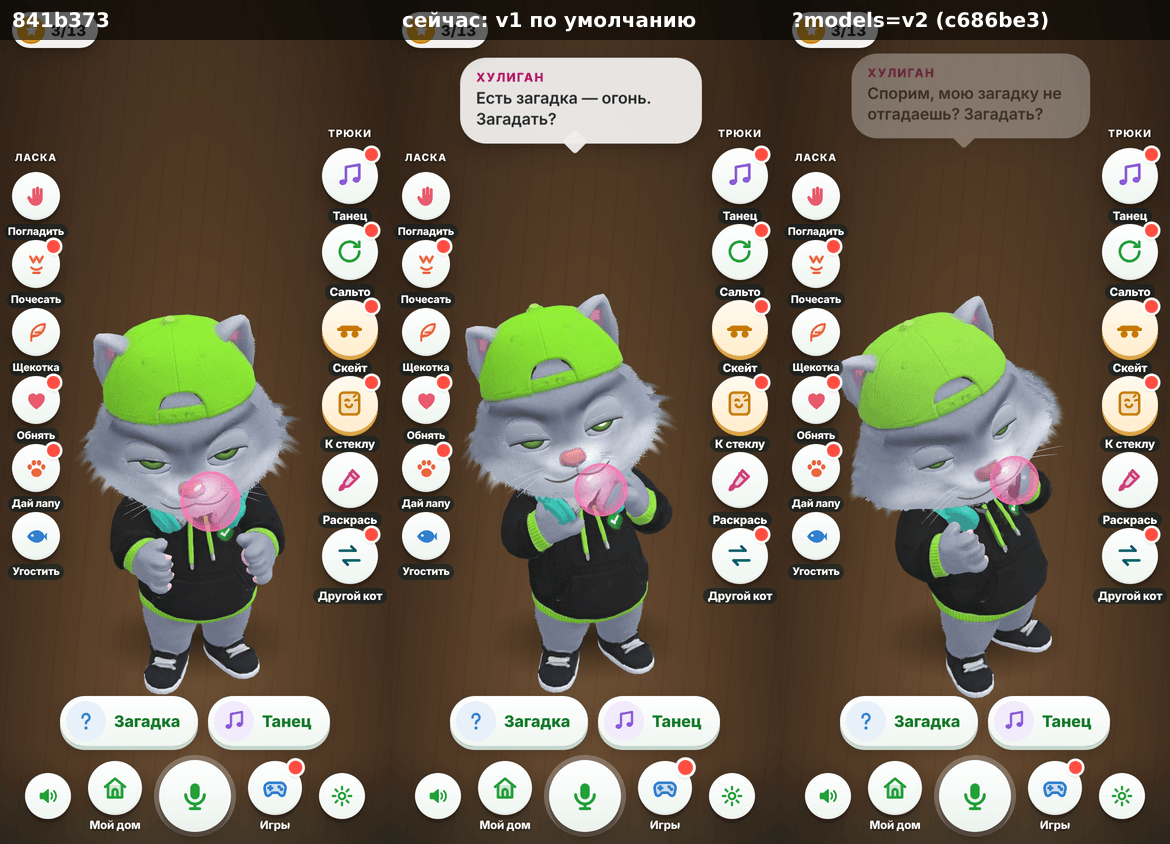 841b373
3/13
ТРЮКИ
ЛАСКА
Танец
Погладить
Сальто
Почесать
Скейт
Щекотка
К стеклу
Обнять
Раскрась
Дай лапу
Другой кот
Угостить
Загадка
Танец
Мой дом
Игры
сейчас: v1 по умолчанию
3/13
ХУЛИГАН
Есть загадка — огонь.
Загадать?
ТРЮКИ
ЛАСКА
Танец
Погладить
Сальто
Почесать
Скейт
Щекотка
К стеклу
Обнять
Раскрась
Дай лапу
Другой кот
Угостить
Загадка
Танец
Мой дом
Игры
?models=v2 (c686be3)
3/13
ХУЛИГАН
Спорим, мою загадку не
отгадаешь? Загадать?
ТРЮКИ
ЛАСКА
Танец
Погладить
Сальто
Почесать
Скейт
Щекотка
К стеклу
Обнять
Раскрась
Дай лапу
Другой кот
Угостить
Загадка
Танец
Мой дом
Игры